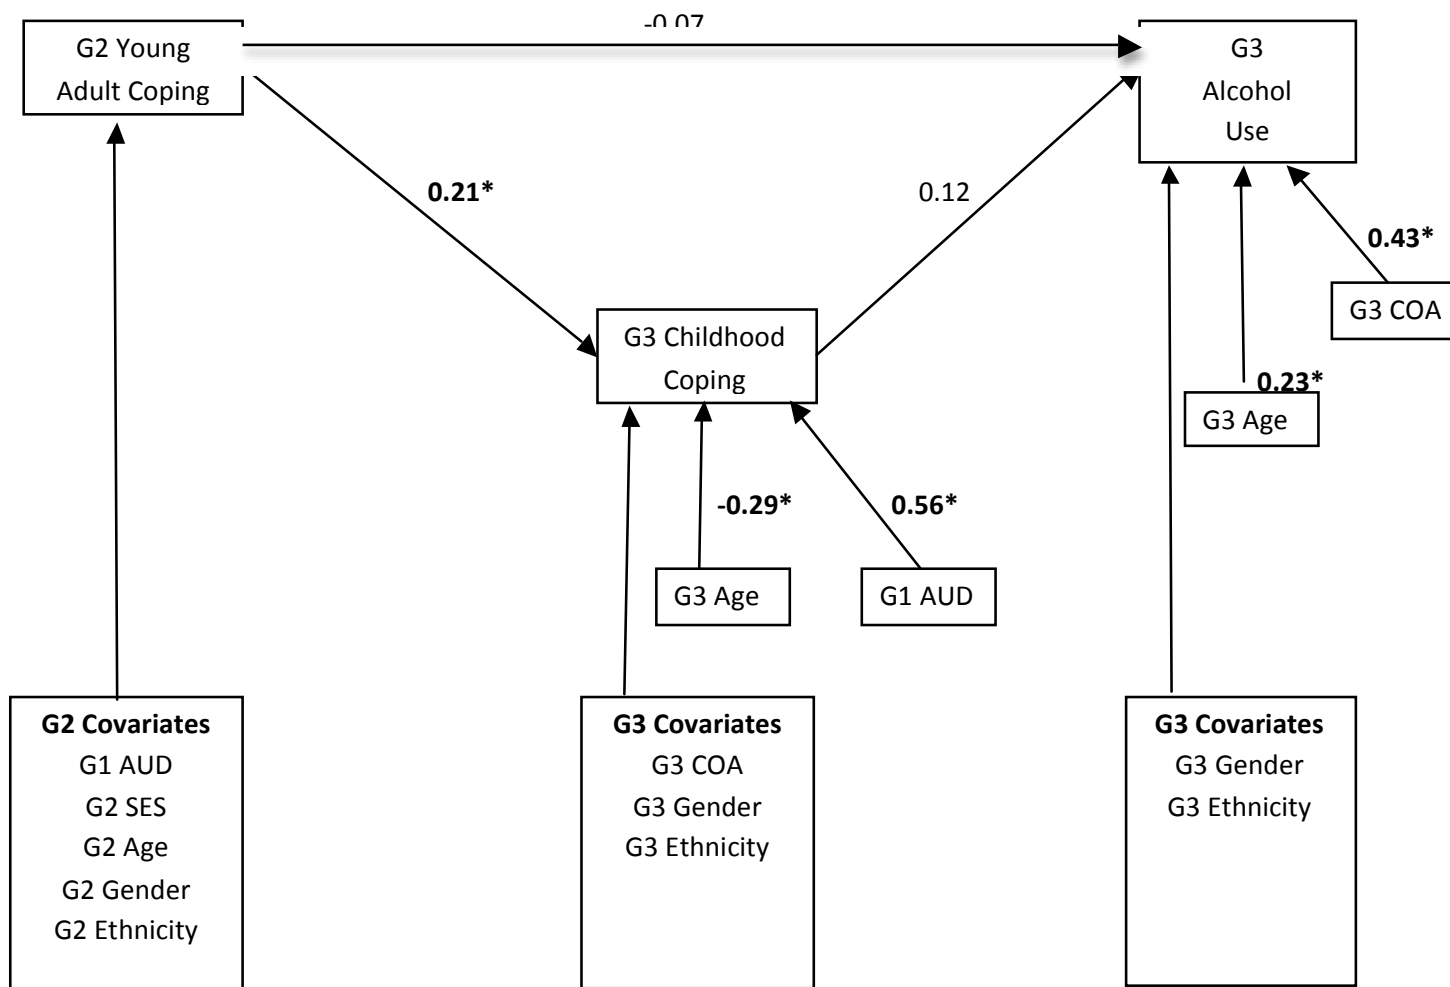 -0.07
G2 Young
Adult Coping
G3
Alcohol
Use
0.21*
0.12
0.43*
G3 COA
G3 Childhood
Coping
0.23*
G3 Age
-0.29*
0.56*
G3 Age
G1 AUD
G2 Covariates
G1 AUD
G2 SES
G2 Age
G2 Gender
G2 Ethnicity
G3 Covariates
G3 COA
G3 Gender
G3 Ethnicity
G3 Covariates
G3 Gender
G3 Ethnicity